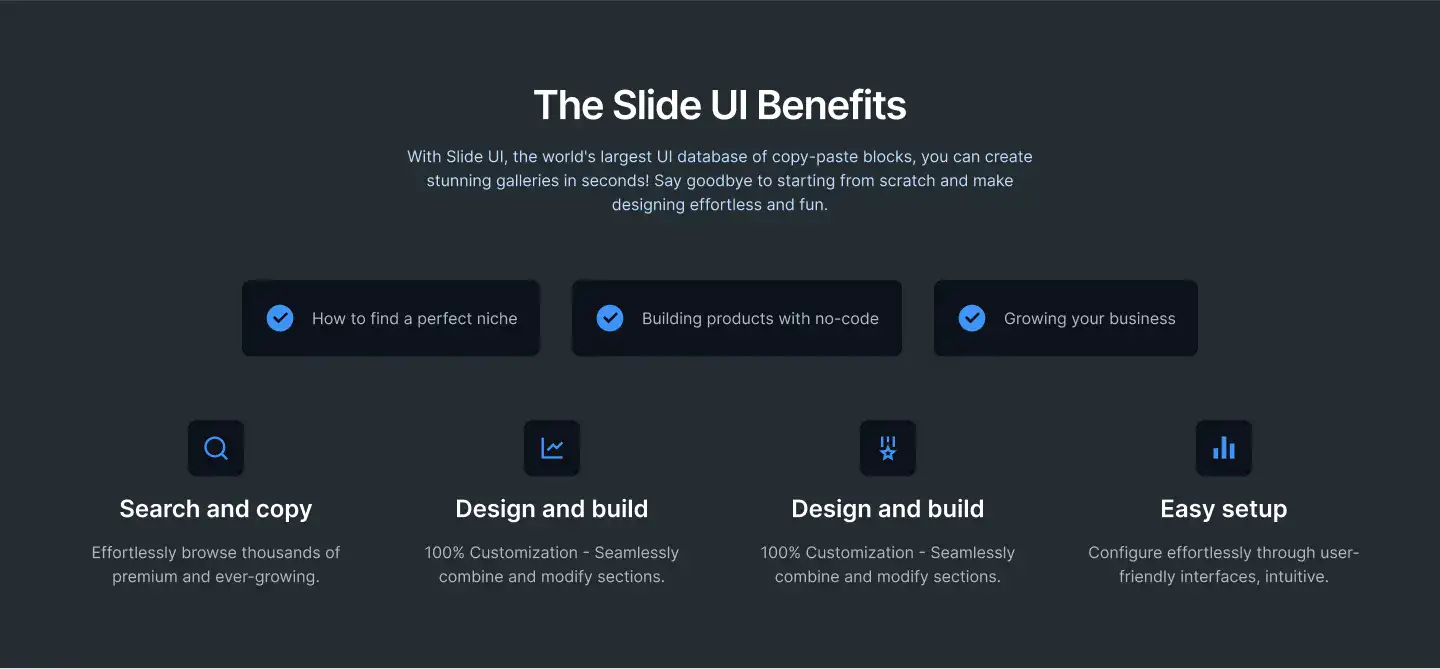 The Slide UI Benefits
With Slide UI, the world's largest UI database of copy-paste blocks, you can create
stunning galleries in seconds! Say goodbye to starting from scratch and make
designing effortless and fun.
How to find a perfect niche
Building products with no-code
Growing your business
Search and copy
Effortlessly browse thousands of
premium and ever-growing.
Design and build
100% Customization - Seamlessly
combine and modify sections.
Design and build
100% Customization - Seamlessly
combine and modify sections.
Easy setup
Configure effortlessly through user-
friendly interfaces, intuitive.